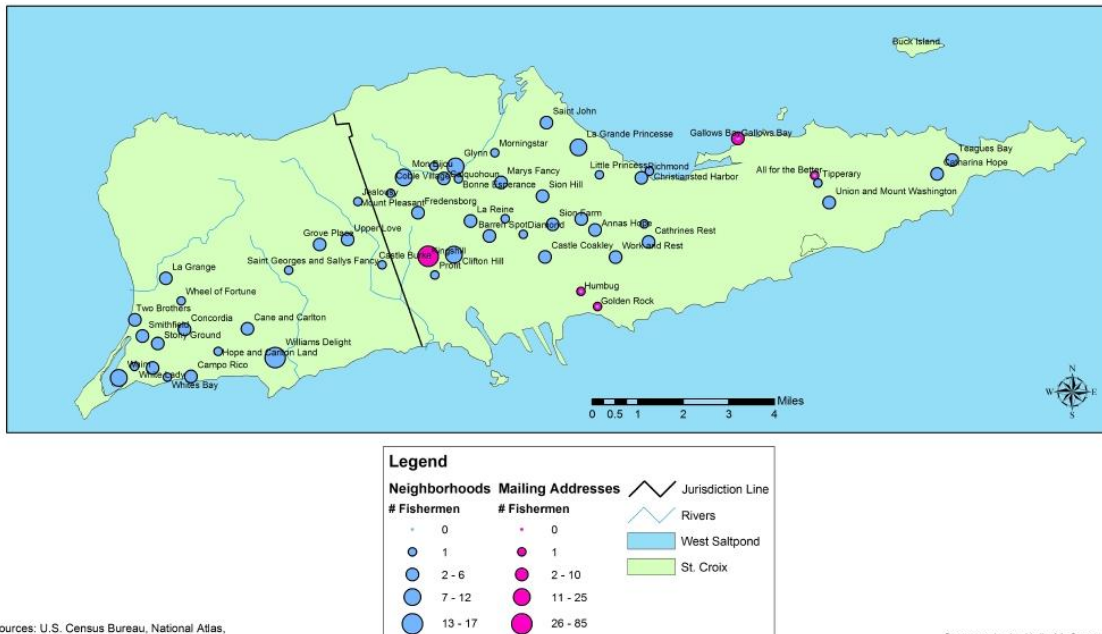 Buck Island
Saint John
La Grande Princesse
Gallows Bay Gallows Bay
Morningstar
Glynn
Mon Bijou
Little Princess
Richmond
Teagues Bay
All for the Better
Tipperary
Catharina Hope
Coble Village
Marys Fancy
Christiansted Harbor
Bonne Esperance
Sion Hill
Union and Mount Washington
Jealousy
Mount Pleasant
Fredensborg
La Reine
Sion Farm
Annas Hope
Cathrines Rest
Barren Spot
Diamond
Upper Love
Grove Place
Castle Coakley
Work and Rest
Kingshill
Castle Burke
Clifton Hill
Saint Georges and Sallys Fancy
Profit
La Grange
Humbug
Wheel of Fortune
Golden Rock
Two Brothers
Concordia
Cane and Carlton
Smithfield
Stony Ground
Williams Delight
Hope and Carlton Land
Campo Rico
White Lady
Whites Bay
N
W E
S
Miles
0 0.5 1 2 3 4
Legend
Neighborhoods Mailing Addresses
# Fishermen # Fishermen
0 0
1 1
2 - 6 2 - 10
7 - 12 11 - 25
13 - 17 26 - 85
Jurisdiction Line
Rivers
West Saltpond
St. Croix
ources: U.S. Census Bureau, National Atlas,